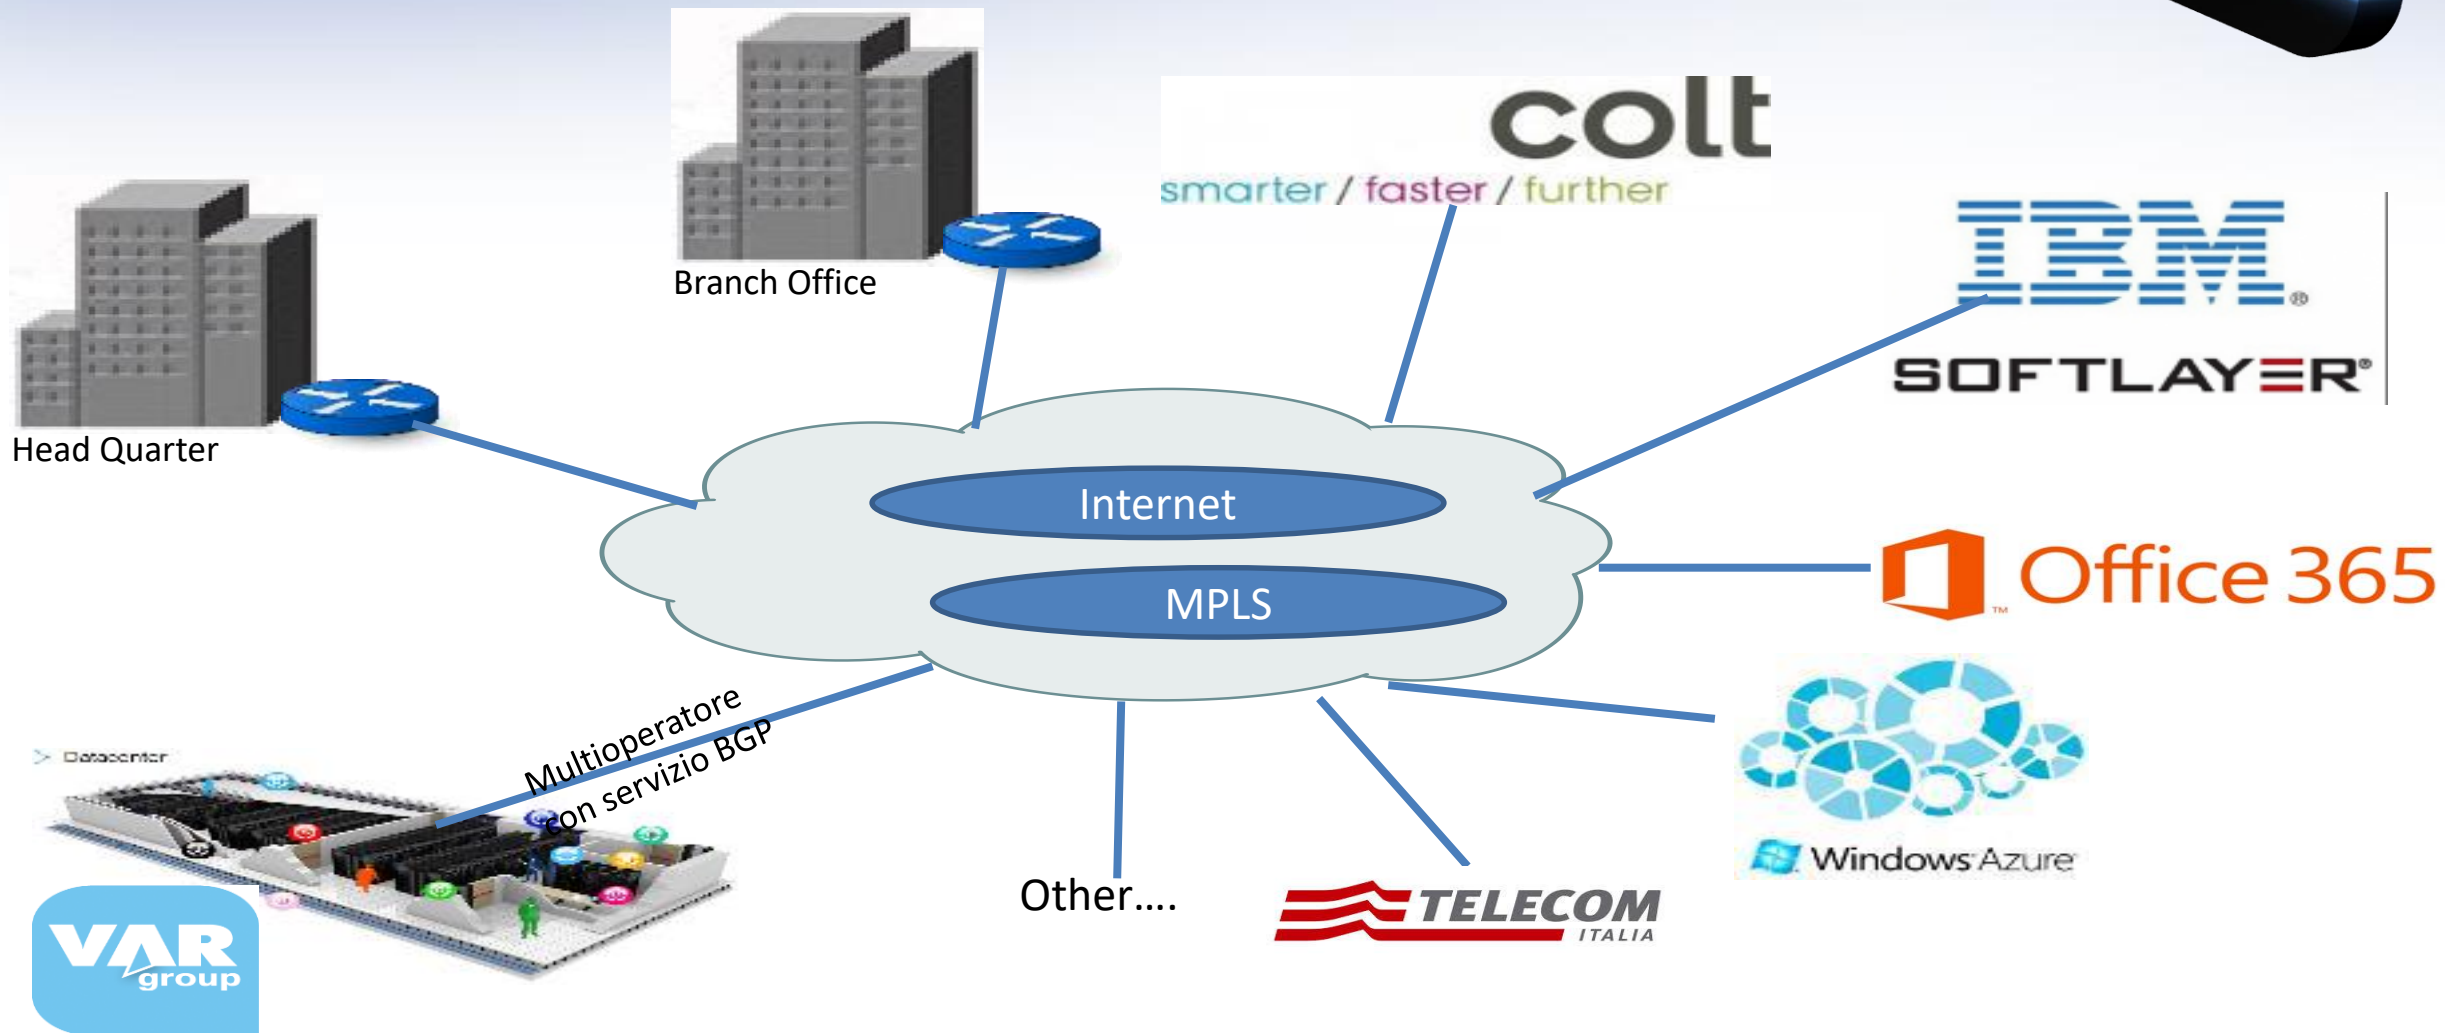 colt
smarter / faster / further
IBM®
SOFTLAYER®
Branch Office
Head Quarter
Internet
MPLS
Office 365
TM
Multioperatore
con servizio BGP
Datacenter
Windows Azure
Other....
TELECOM
ITALIA
VAR
group